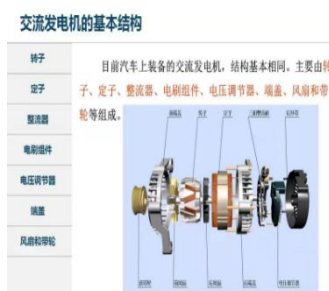 交流发电机的基本结构
转子
定子
整流器
电刷组件
电压调节器
端盖
风扇和带轮
目前汽车上装备的交流发电机，结构基本相同。主要由转
子、定子、整流器、电刷组件、电压调节器、端盖、风扇和带
轮等组成。
转子
定子